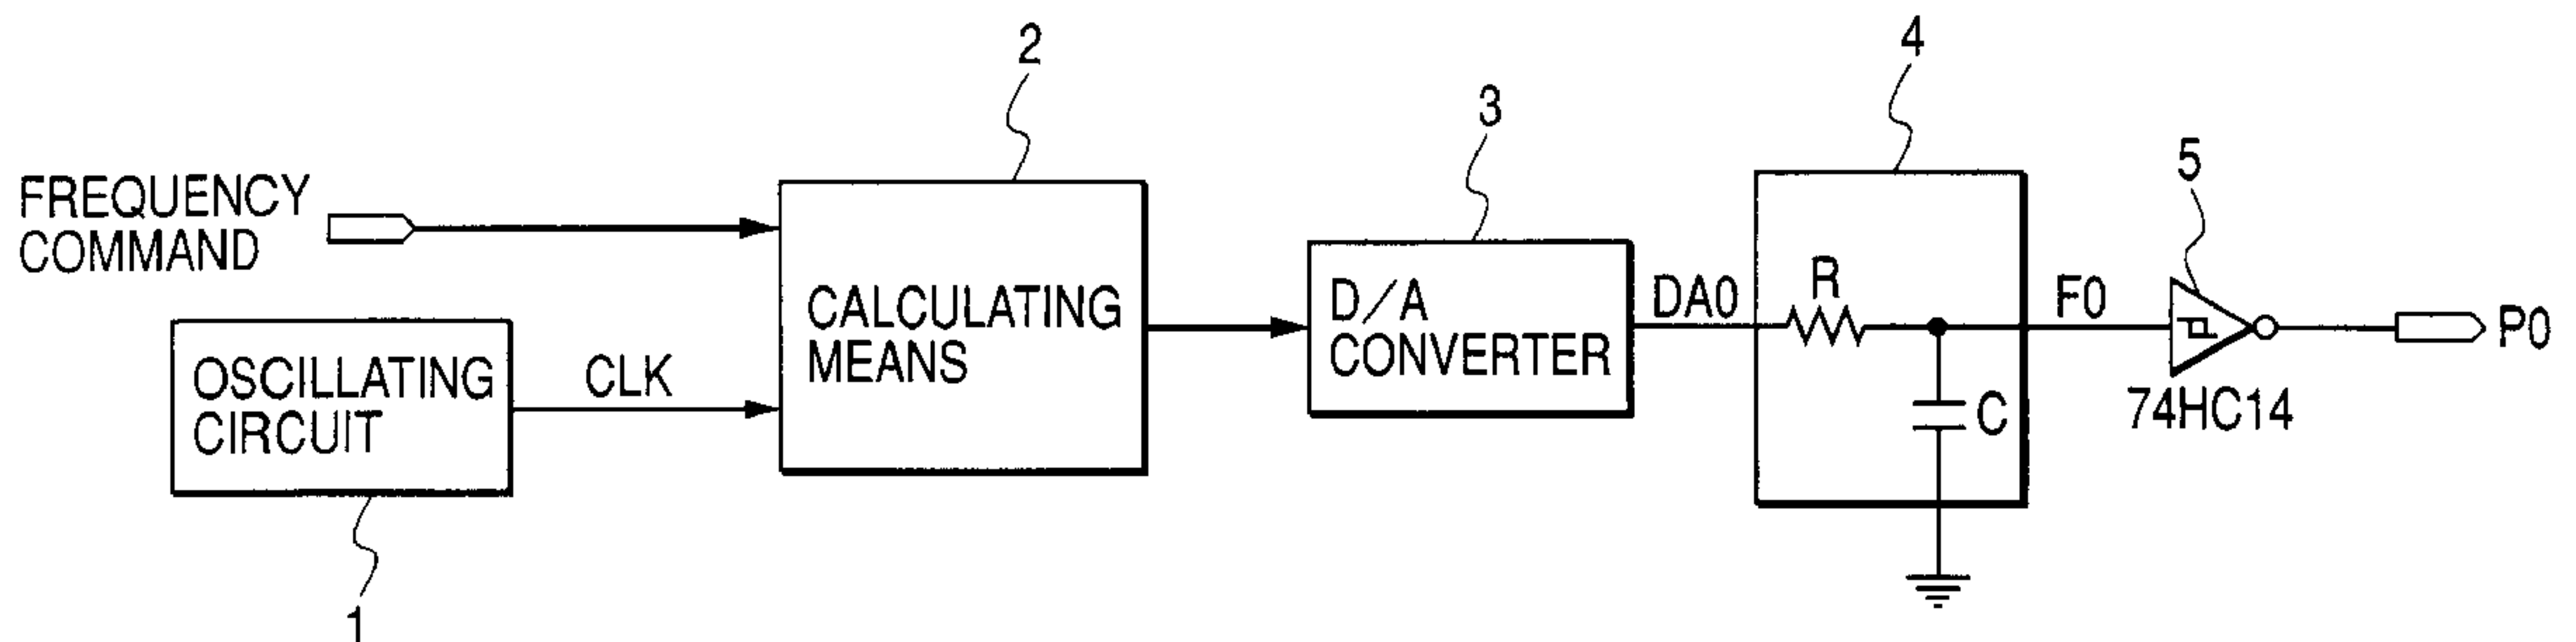 2
4
3
5
FREQUENCY
COMMAND
CALCULATING
MEANS
D/A
CONVERTER
DA0
R
F0
P0
OSCILLATING
CIRCUIT
CLK
C
74HC14
1